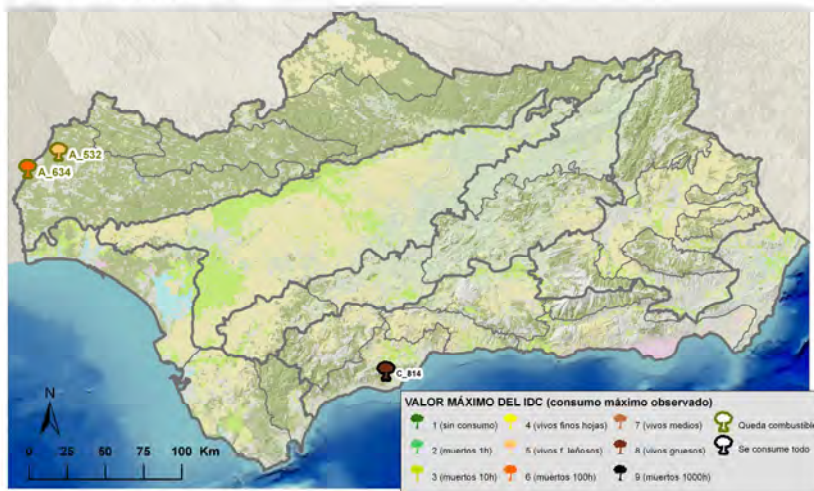 A_532
A_634
C_814
N
0 25 50 100 Km
VALOR MÁXIMO DEL IDC (consumo máximo observado)
1 (sin consumo) 4 (vivos finos hojas) 7 (vivos medios) Queda combustible
2 (muertos 1h) 5 (vivos f. leñosos) 8 (vivos gruesos) Se consume todo
3 (muertos 10h) 6 (muertos 100h) 9 (muertos 1000h)